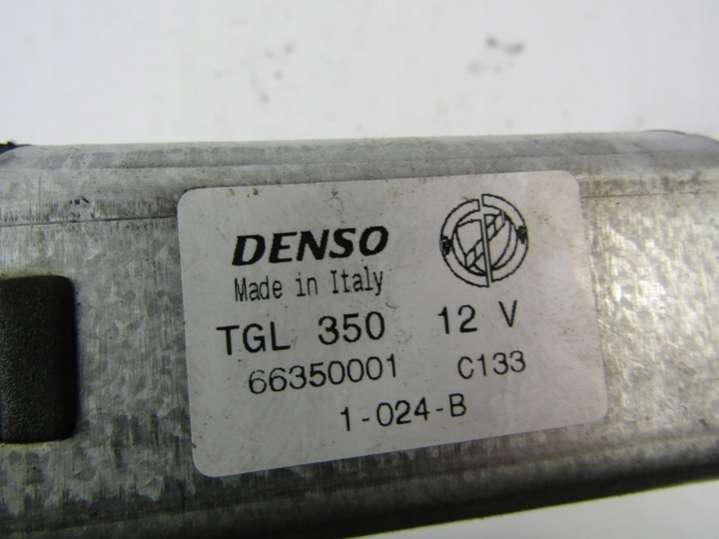 DENSO
Made in Italy
TGL 350 12 V
66350001 C133
1-024-B